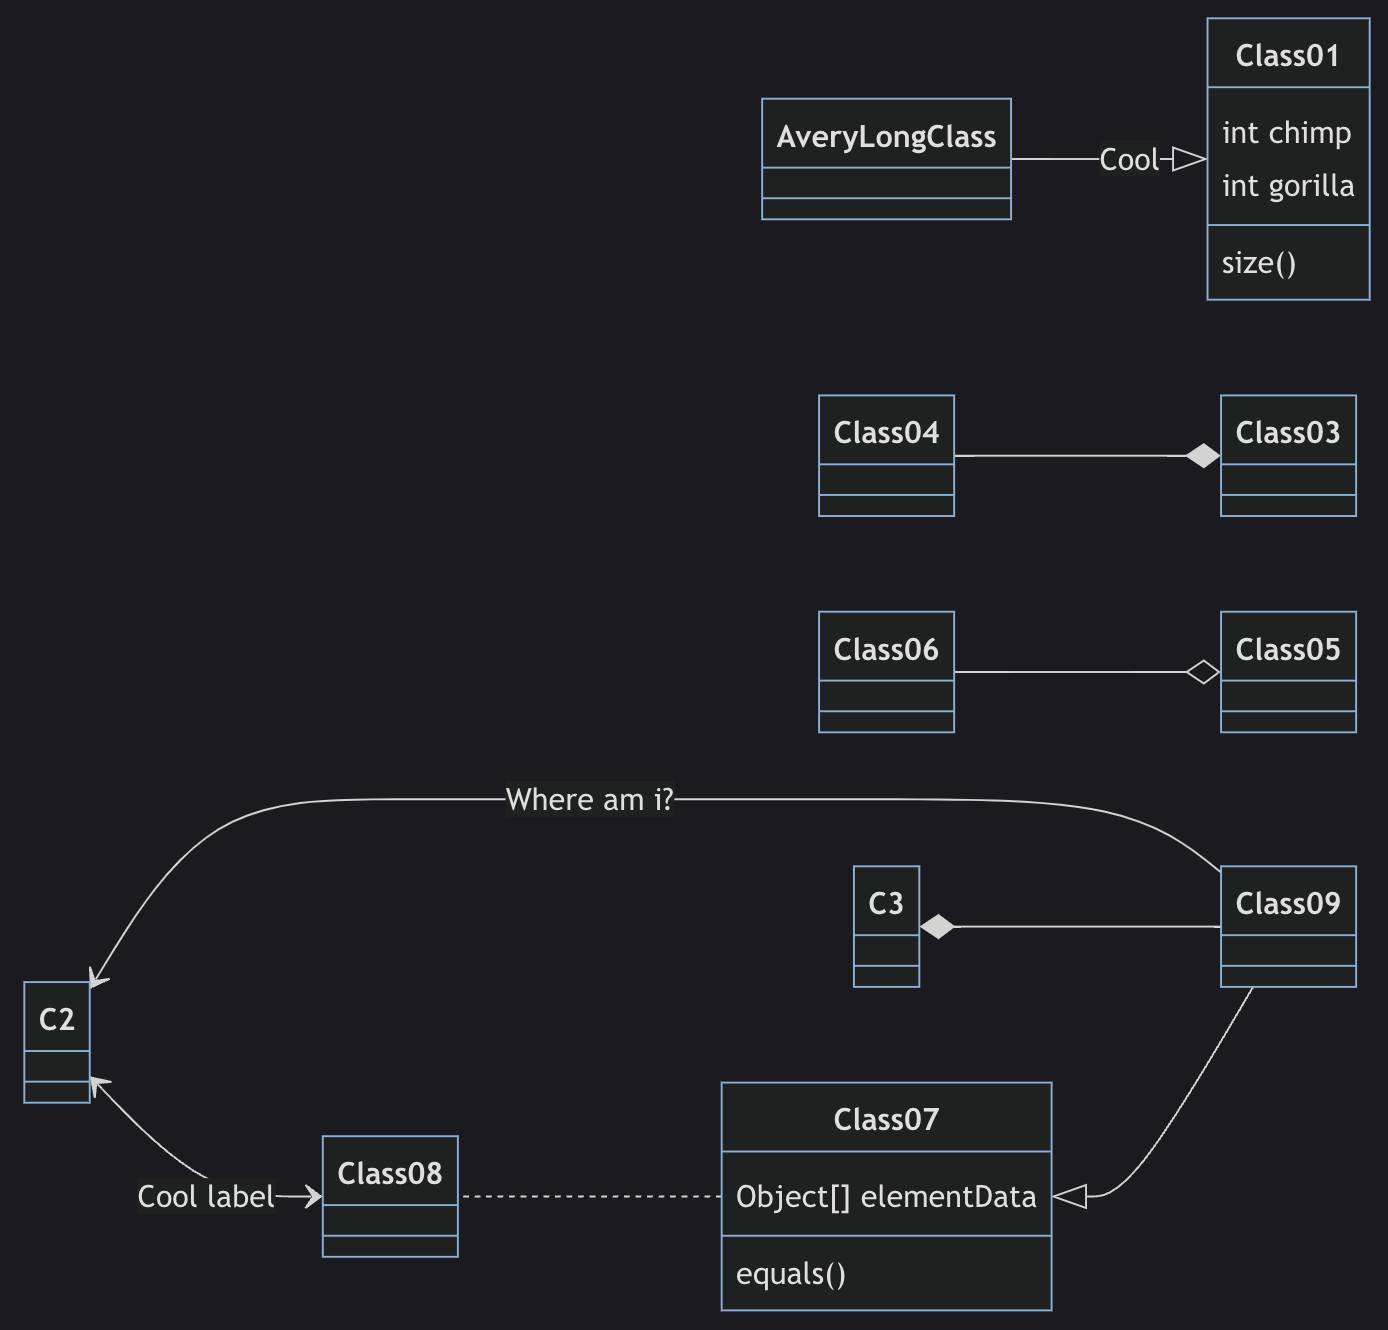 Class01
int chimp
int gorilla
size()
AveryLongClass
Cool
Class04
Class03
Class06
Class05
Where am i?
C3
Class09
C2
Class07
Object[] elementData
equals()
Class08
Cool label